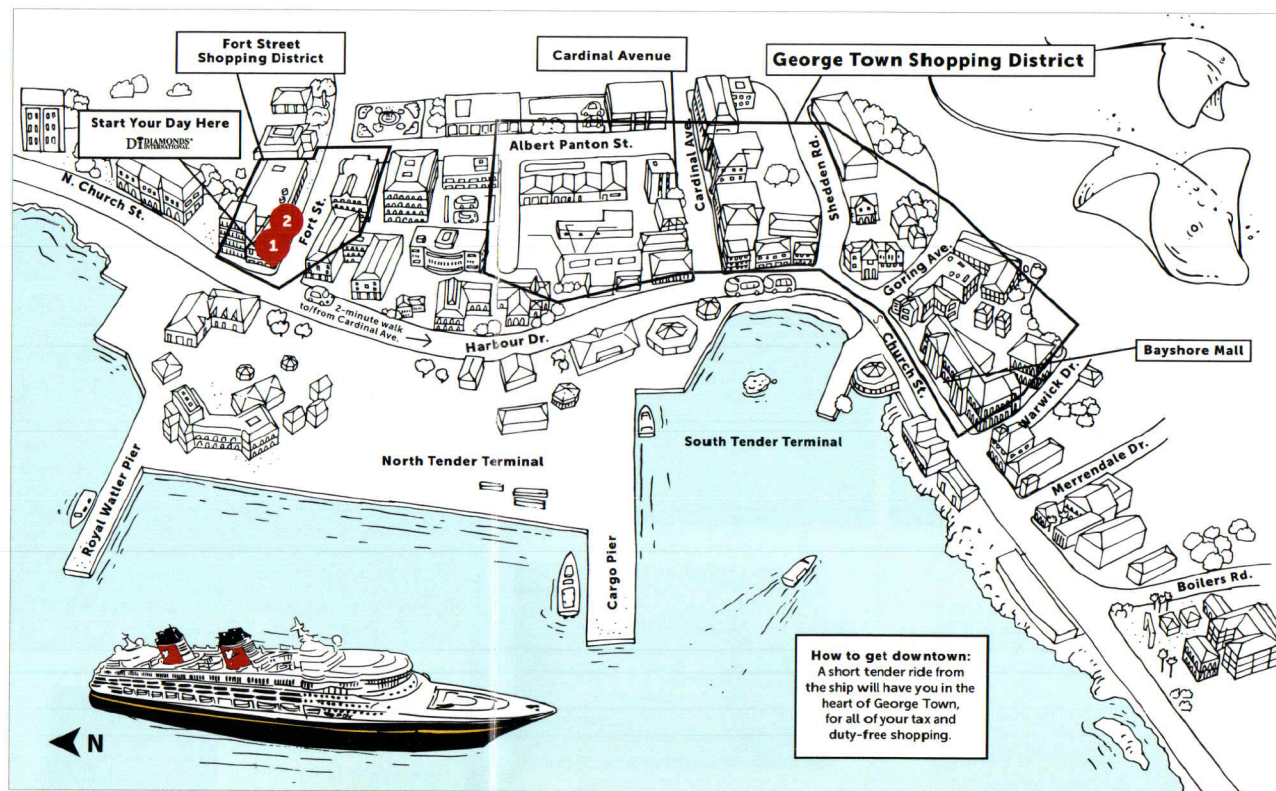 Fort Street
Shopping District
Cardinal Avenue
George Town Shopping District
Start Your Day Here
DIAMONDS
INTERNATIONAL
Albert Panton St.
N. Church St.
Fort St.
Cardinal Ave.
Shedden Rd.
Goring Ave.
2
1
2-minute walk
to/from Cardinal Ave.
Harbour Dr.
Church St.
Bayshore Mall
Warwick Dr.
South Tender Terminal
North Tender Terminal
Merrendale Dr.
Royal Watler Pier
Cargo Pier
Boilers Rd.
How to get downtown:
A short tender ride from
the ship will have you in the
heart of George Town,
for all of your tax and
duty-free shopping.
N